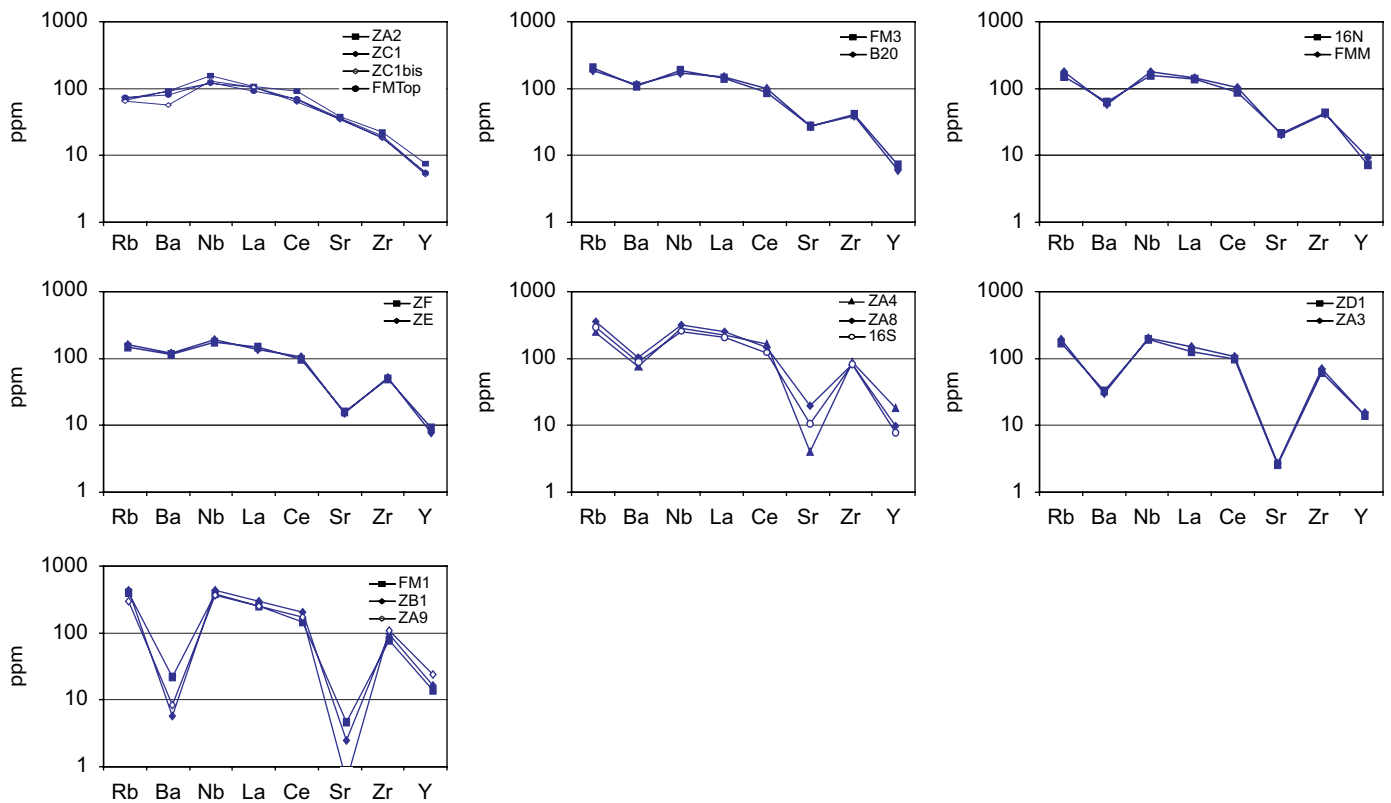 1000
100
10
1
ppm
ZA2
ZC1
ZC1bis
FMTop
Rb Ba Nb La Ce Sr Zr Y
1000
100
10
1
ppm
FM3
B20
Rb Ba Nb La Ce Sr Zr Y
1000
100
10
1
ppm
16N
FMM
Rb Ba Nb La Ce Sr Zr Y
1000
100
10
1
ppm
ZF
ZE
Rb Ba Nb La Ce Sr Zr Y
1000
100
10
1
ppm
ZA4
ZA8
16S
Rb Ba Nb La Ce Sr Zr Y
1000
100
10
1
ppm
ZD1
ZA3
Rb Ba Nb La Ce Sr Zr Y
1000
100
10
1
ppm
FM1
ZB1
ZA9
Rb Ba Nb La Ce Sr Zr Y